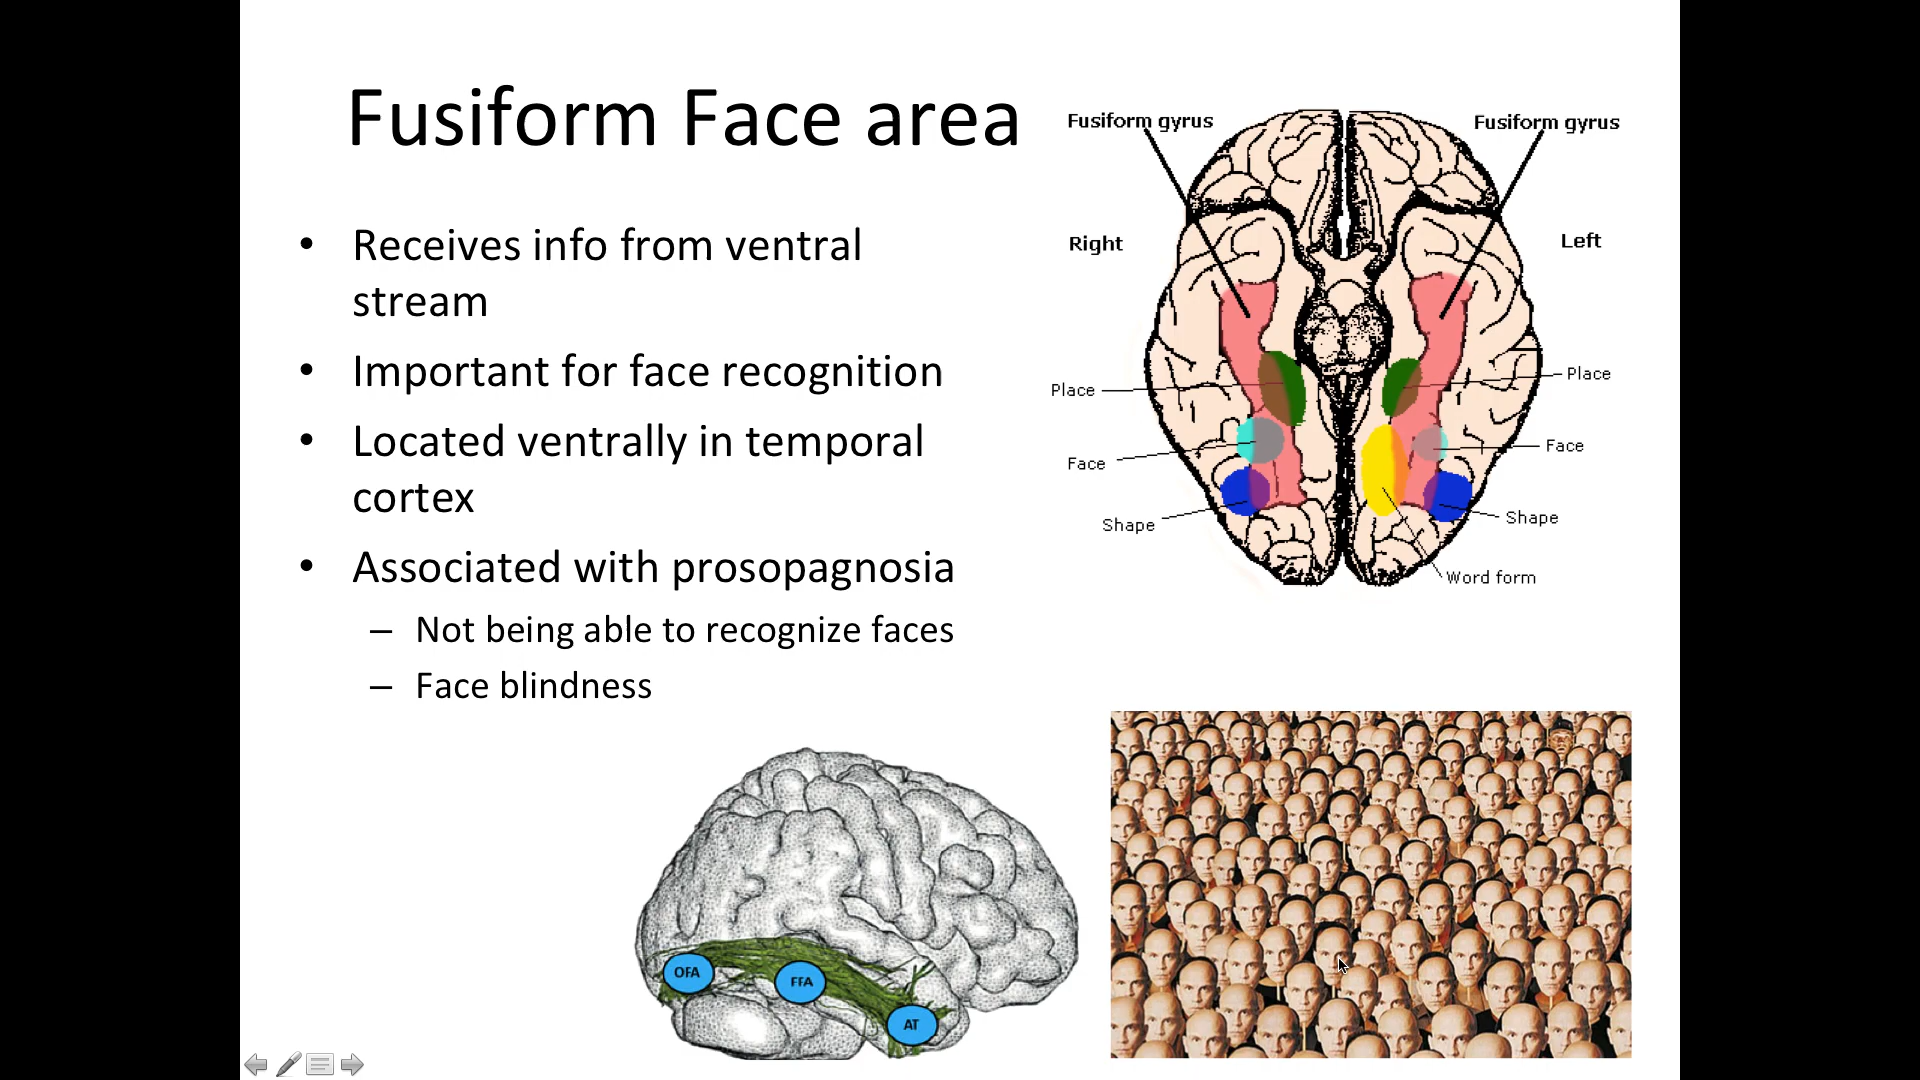 Fusiform Face area
• Receives info from ventral
stream
• Important for face recognition
• Located ventrally in temporal
cortex
• Associated with prosopagnosia
– Not being able to recognize faces
– Face blindness
Fusiform gyrus
Fusiform gyrus
Right
Left
Place
Place
Face
Face
Shape
Shape
Word form
OFA
FFA
AT